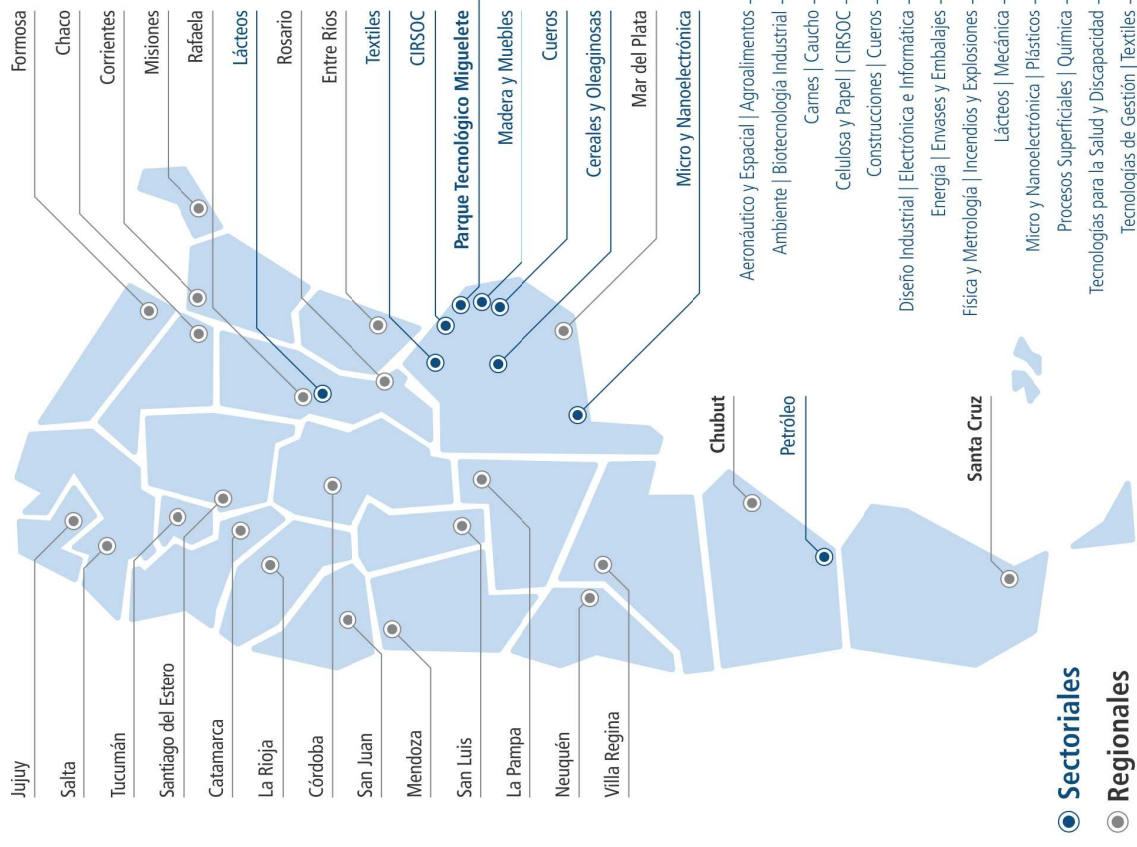 Formosa
Chaco
Corrientes
Misiones
Rafaela
Lácteos
Rosario
Entre Ríos
Textiles
CIRSOC
Parque Tecnológico Miguelete
Madera y Muebles
Cueros
Cereales y Oleaginosas
Mar del Plata
Micro y Nanoelectrónica
Aeronáutico y Espacial | Agroalimentos -
Ambiente | Biotecnología Industrial -
Carnes | Caucho -
Celulosa y Papel | CIRSOC -
Construcciones | Cueros -
Diseño Industrial | Electrónica e Informática -
Energía | Envases y Embalajes -
Física y Metrología | Incendios y Explosiones -
Lácteos | Mecánica -
Micro y Nanoelectrónica | Plásticos -
Procesos Superficiales | Química -
Tecnologías para la Salud y Discapacidad -
Tecnologías de Gestión | Textiles -
Chubut
Petróleo
Santa Cruz
Jujuy
Salta
Tucumán
Santiago del Estero
Catamarca
La Rioja
Córdoba
San Juan
Mendoza
San Luis
La Pampa
Neuquén
Villa Regina
Sectoriales
Regionales